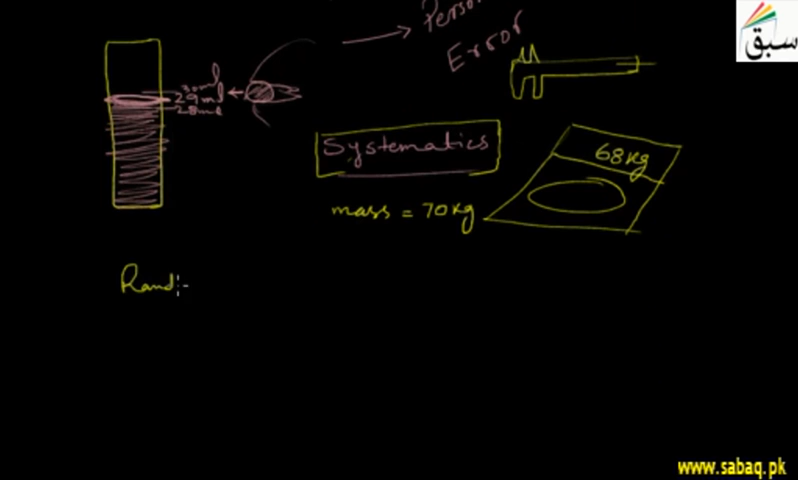 Person
Error
سبق
30ml
29ml
28ml
Systematics
68kg
mass = 70kg
Rand
www.sabaq.pk